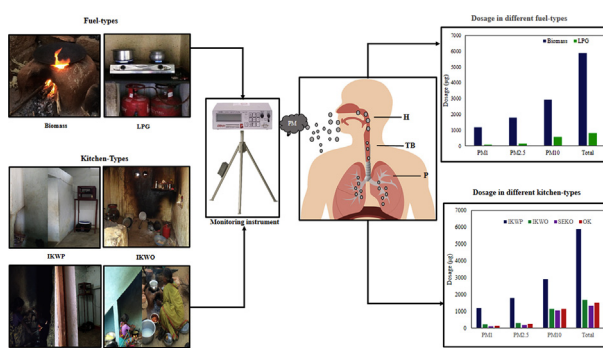 Fuel-types
Biomass
LPG
Kitchen-Types
IKWP
IKWO
Monitoring instrument
PM
H
TB
P
Dosage in different fuel-types
Biomass LPG
Dosage (µg)
7000
6000
5000
4000
3000
2000
1000
0
PM1 PM2.5 PM10 Total
Dosage in different kitchen-types
IKWP IKWO SEKO OK
Dosage (µg)
7000
6000
5000
4000
3000
2000
1000
0
PM1 PM2.5 PM10 Total